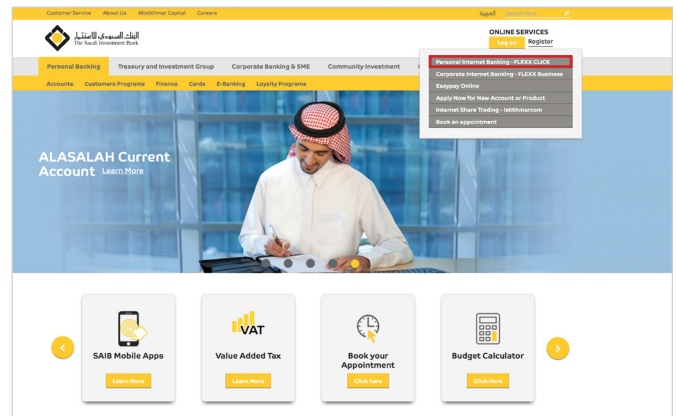 Customer Service About Us Alistithmar Capital Careers
العربية Search here
البنك السعودي للاستثمار
The Saudi Investment Bank
ONLINE SERVICES
Log on Register
Personal Banking Treasury and Investment Group Corporate Banking & SME Community Investment
Personal Internet Banking - FLEXX CLICK
Corporate Internet Banking - FLEXX Business
Easypay Online
Apply Now for New Account or Product
Internet Share Trading - Istithmarcom
Book an appointment
Accounts Customers Programs Finance Cards E-Banking Loyalty Programs
ALASALAH Current
Account Learn More
SAIB Mobile Apps
Learn More
VAT
Value Added Tax
Learn More
Book your
Appointment
Click here
Budget Calculator
Click Here